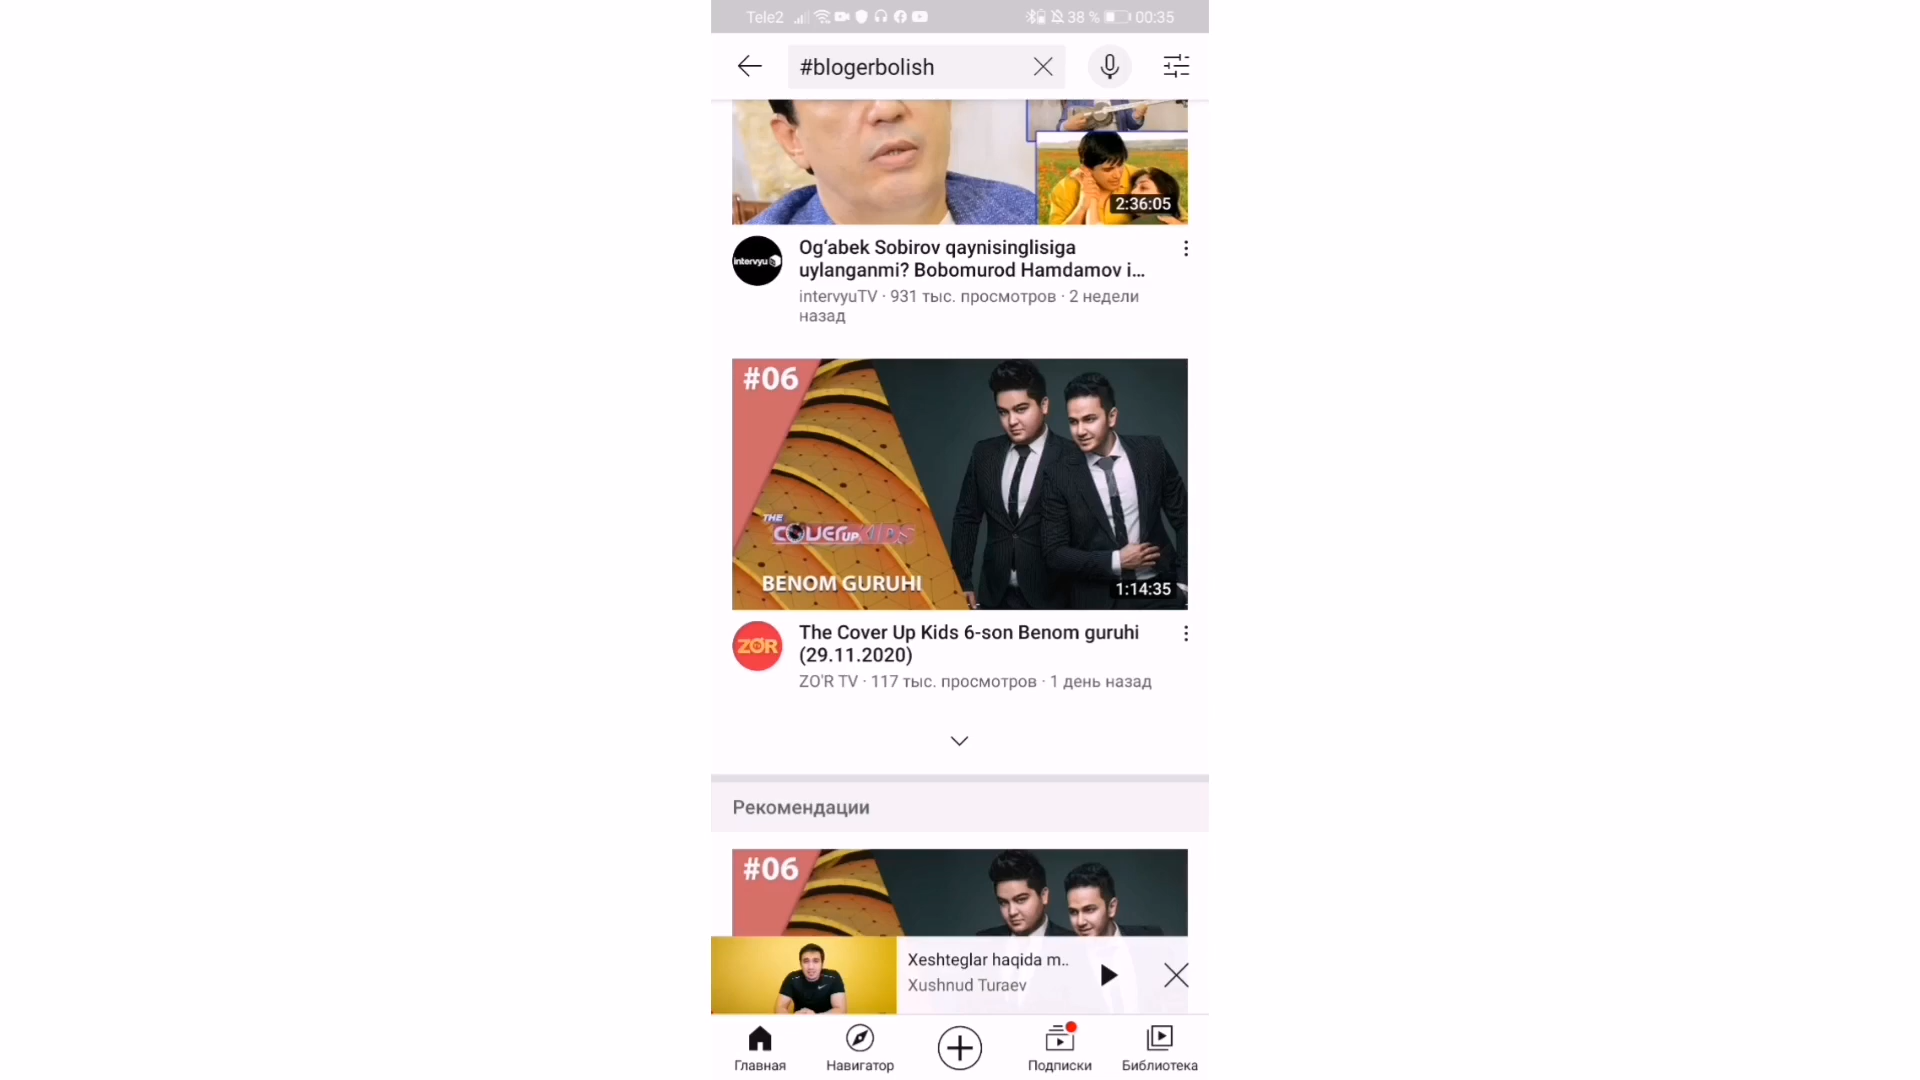 Tele2
38 %
00:35
#blogerbolish
2:36:05
intervyu
Og‘abek Sobirov qaynisinglisiga
uylanganmi? Bobomurod Hamdamov i...
intervyuTV · 931 тыс. просмотров · 2 недели
назад
#06
THE
COVER UP KIDS
BENOM GURUHI
1:14:35
ZO'R
The Cover Up Kids 6-son Benom guruhi
(29.11.2020)
ZO'R TV · 117 тыс. просмотров · 1 день назад
Рекомендации
#06
Xeshteglar haqida m..
Xushnud Turaev
Главная
Навигатор
Подписки
Библиотека